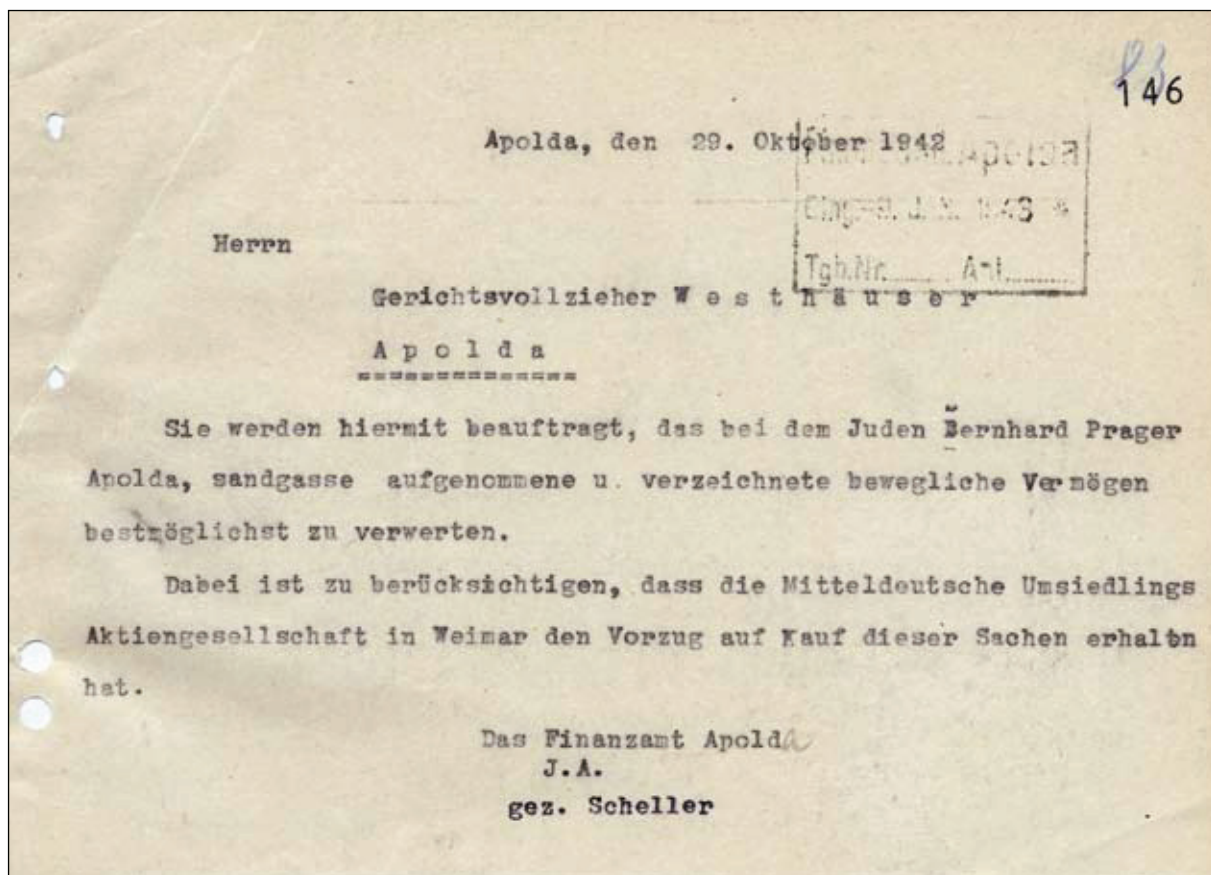 146
Apolda, den 29. Oktober 1942
Tgb.Nr.
Herrn
Gerichtsvollzieher W e s t h ä u s e r
A p o l d a
==============
Sie werden hiermit beauftragt, das bei dem Juden Bernhard Prager
Apolda, sandgasse aufgenommene u. verzeichnete bewegliche Vermögen
bestmöglichst zu verwerten.
Dabei ist zu berücksichtigen, dass die Mitteldeutsche Umsiedlings
Aktiengesellschaft in Weimar den Vorzug auf Kauf dieser Sachen erhaltn
hat.
Das Finanzamt Apolda
J.A.
gez. Scheller